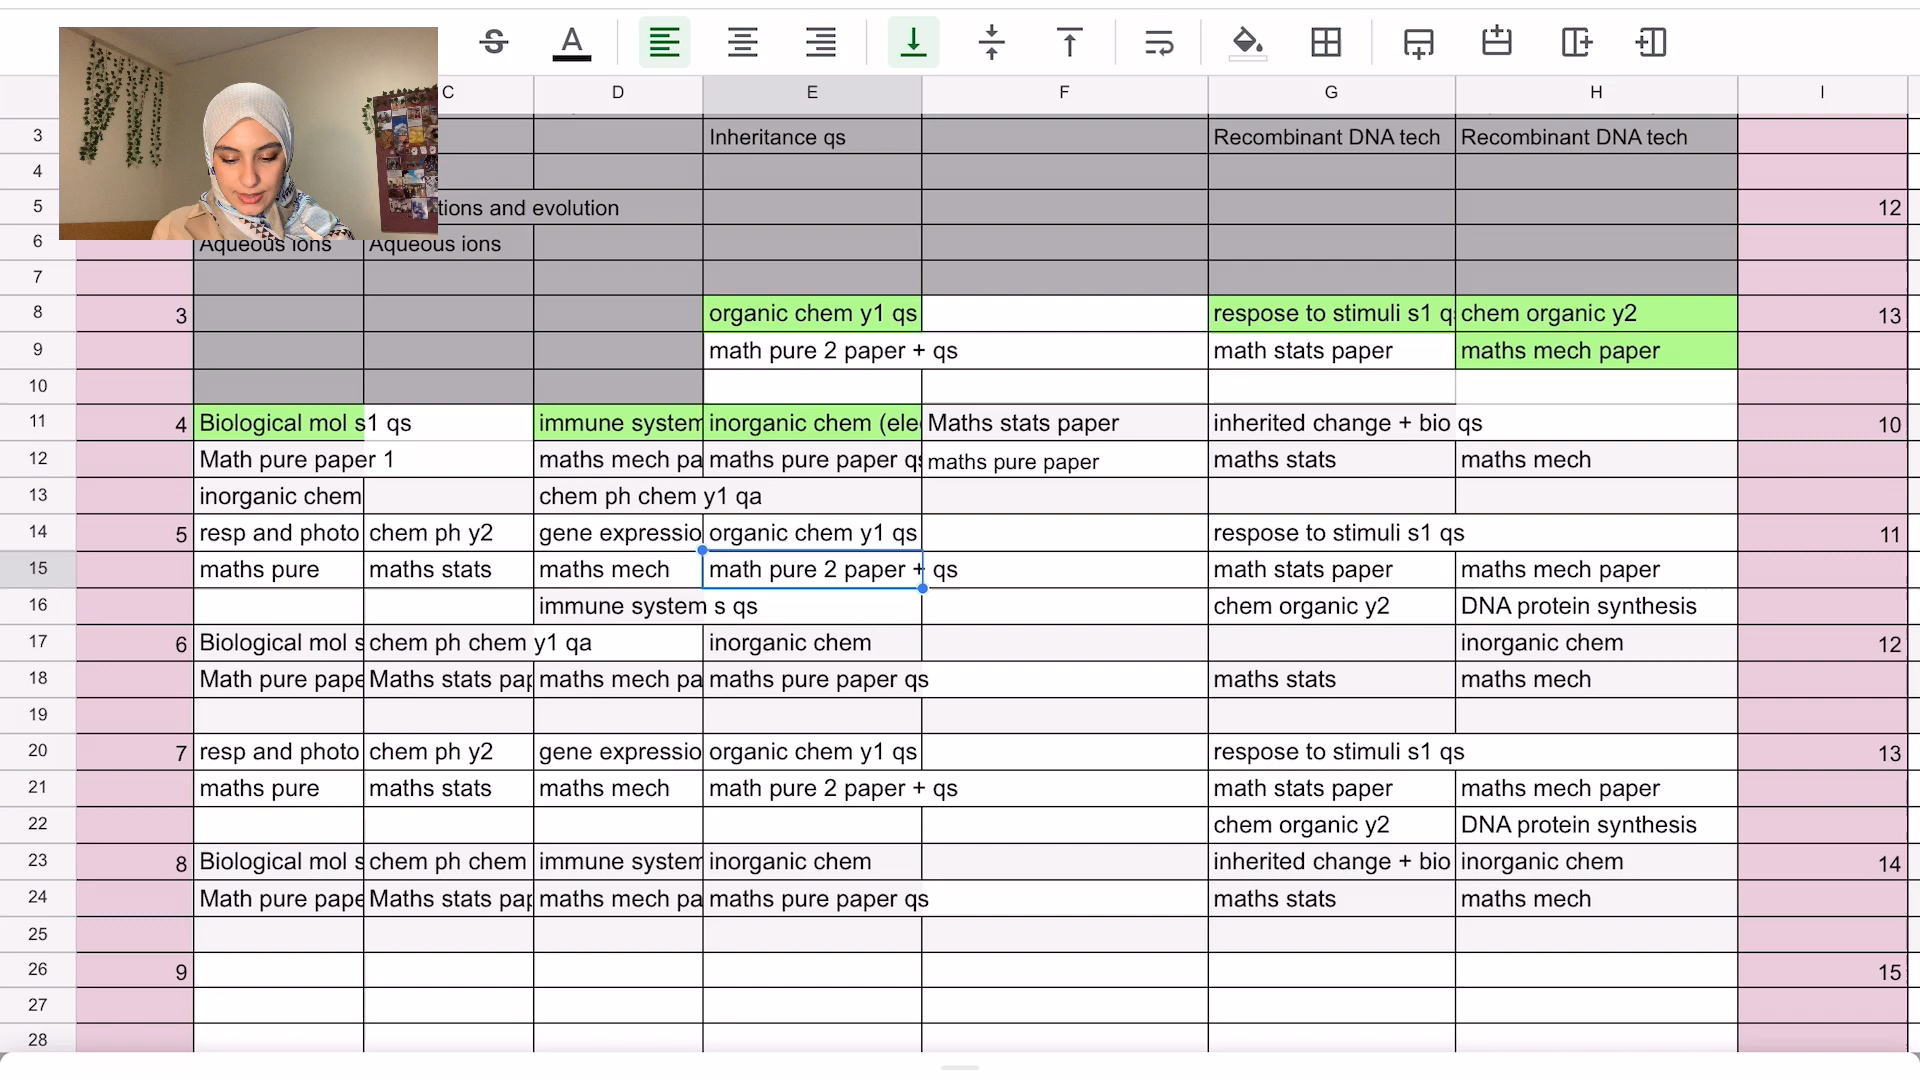 A
C D E F G H I
3 Inheritance qs Recombinant DNA tech Recombinant DNA tech
4
5 tions and evolution 12
6 Aqueous ions Aqueous ions
7
8 3 organic chem y1 qs respose to stimuli s1 q chem organic y2 13
9 math pure 2 paper + qs math stats paper maths mech paper
10
11 4 Biological mol s1 qs immune system inorganic chem (ele Maths stats paper inherited change + bio qs 10
12 Math pure paper 1 maths mech pa maths pure paper qs maths pure paper maths stats maths mech
13 inorganic chem chem ph chem y1 qa
14 5 resp and photo chem ph y2 gene expressio organic chem y1 qs respose to stimuli s1 qs 11
15 maths pure maths stats maths mech math pure 2 paper + qs math stats paper maths mech paper
16 immune system s qs chem organic y2 DNA protein synthesis
17 6 Biological mol s chem ph chem y1 qa inorganic chem inorganic chem 12
18 Math pure pape Maths stats pap maths mech pa maths pure paper qs maths stats maths mech
19
20 7 resp and photo chem ph y2 gene expressio organic chem y1 qs respose to stimuli s1 qs 13
21 maths pure maths stats maths mech math pure 2 paper + qs math stats paper maths mech paper
22 chem organic y2 DNA protein synthesis
23 8 Biological mol s chem ph chem immune system inorganic chem inherited change + bio inorganic chem 14
24 Math pure pape Maths stats pap maths mech pa maths pure paper qs maths stats maths mech
25
26 9 15
27
28